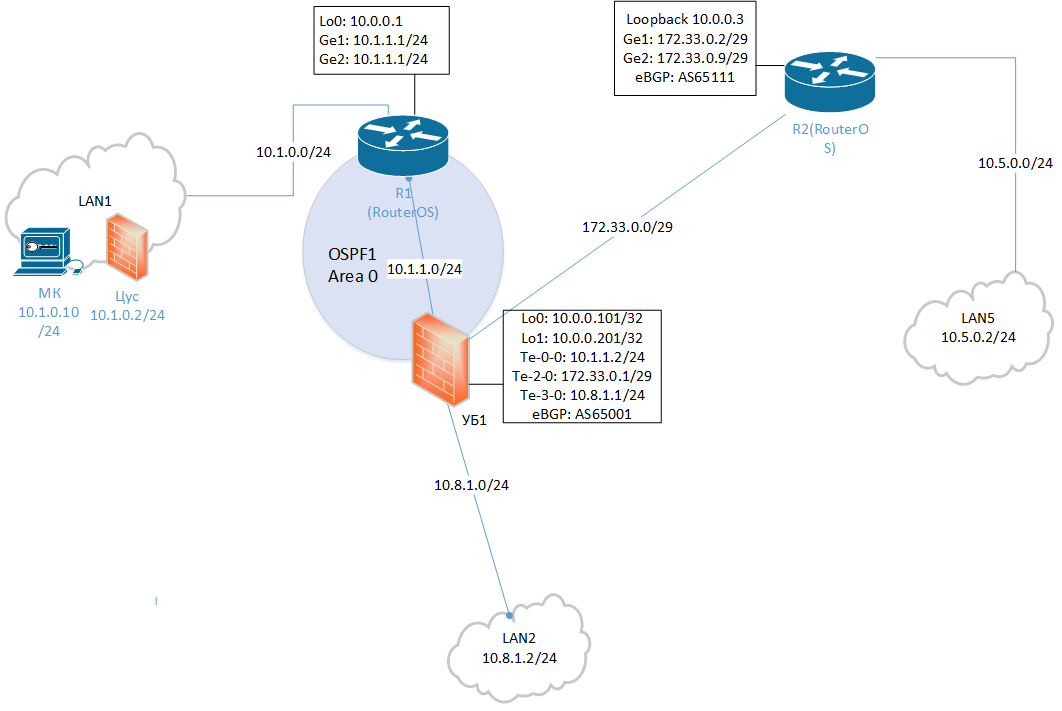 Lo0: 10.0.0.1
Ge1: 10.1.1.1/24
Ge2: 10.1.1.1/24
Loopback 10.0.0.3
Ge1: 172.33.0.2/29
Ge2: 172.33.0.9/29
eBGP: AS65111
R2(RouterO
S)
10.1.0.0/24
10.5.0.0/24
R1
(RouterOS)
LAN1
172.33.0.0/29
OSPF1
Area 0
10.1.1.0/24
МК
10.1.0.10
/24
Цус
10.1.0.2/24
Lo0: 10.0.0.101/32
Lo1: 10.0.0.201/32
Te-0-0: 10.1.1.2/24
Te-2-0: 172.33.0.1/29
Te-3-0: 10.8.1.1/24
eBGP: AS65001
LAN5
10.5.0.2/24
УБ1
10.8.1.0/24
LAN2
10.8.1.2/24